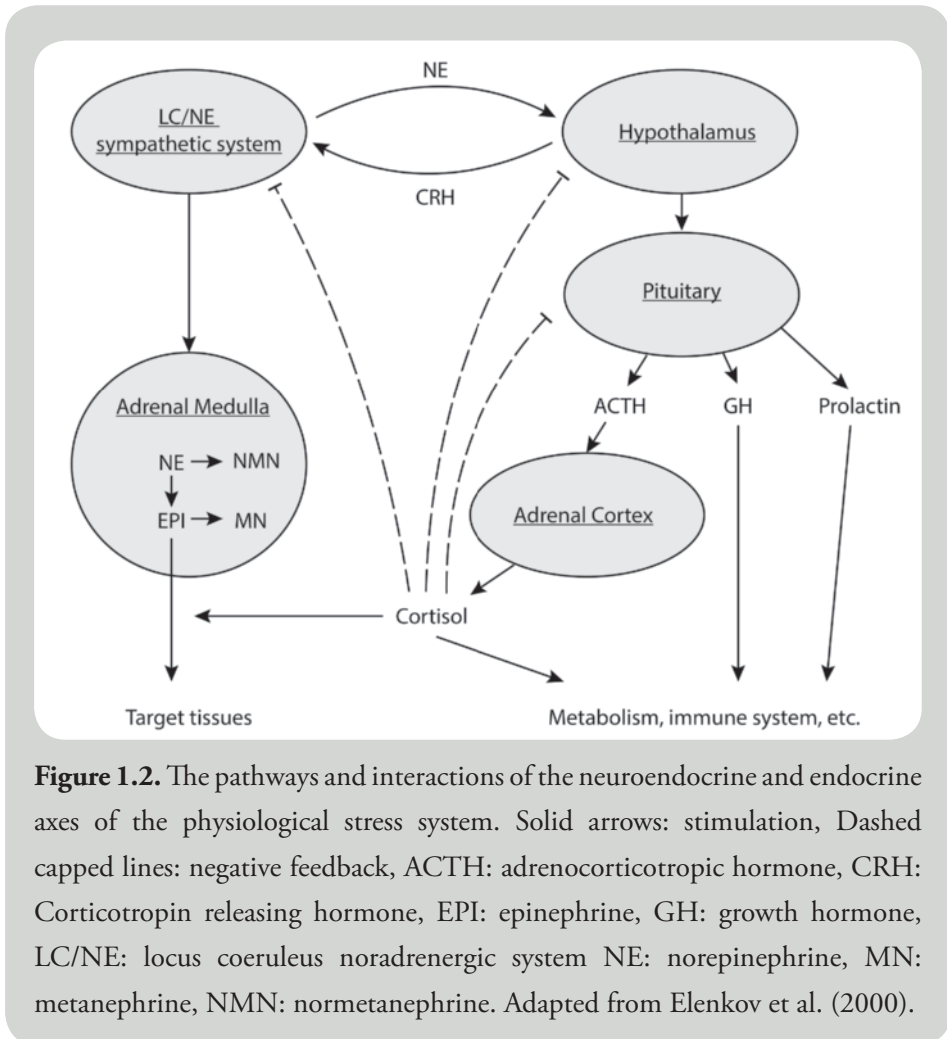 NE
LC/NE
sympathetic system
Hypothalamus
CRH
Pituitary
Adrenal Medulla
ACTH GH Prolactin
NE NMN
EPI MN
Adrenal Cortex
Cortisol
Target tissues
Metabolism, immune system, etc.
Figure 1.2. The pathways and interactions of the neuroendocrine and endocrine
axes of the physiological stress system. Solid arrows: stimulation, Dashed
capped lines: negative feedback, ACTH: adrenocorticotropic hormone, CRH:
Corticotropin releasing hormone, EPI: epinephrine, GH: growth hormone,
LC/NE: locus coeruleus noradrenergic system NE: norepinephrine, MN:
metanephrine, NMN: normetanephrine. Adapted from Elenkov et al. (2000).